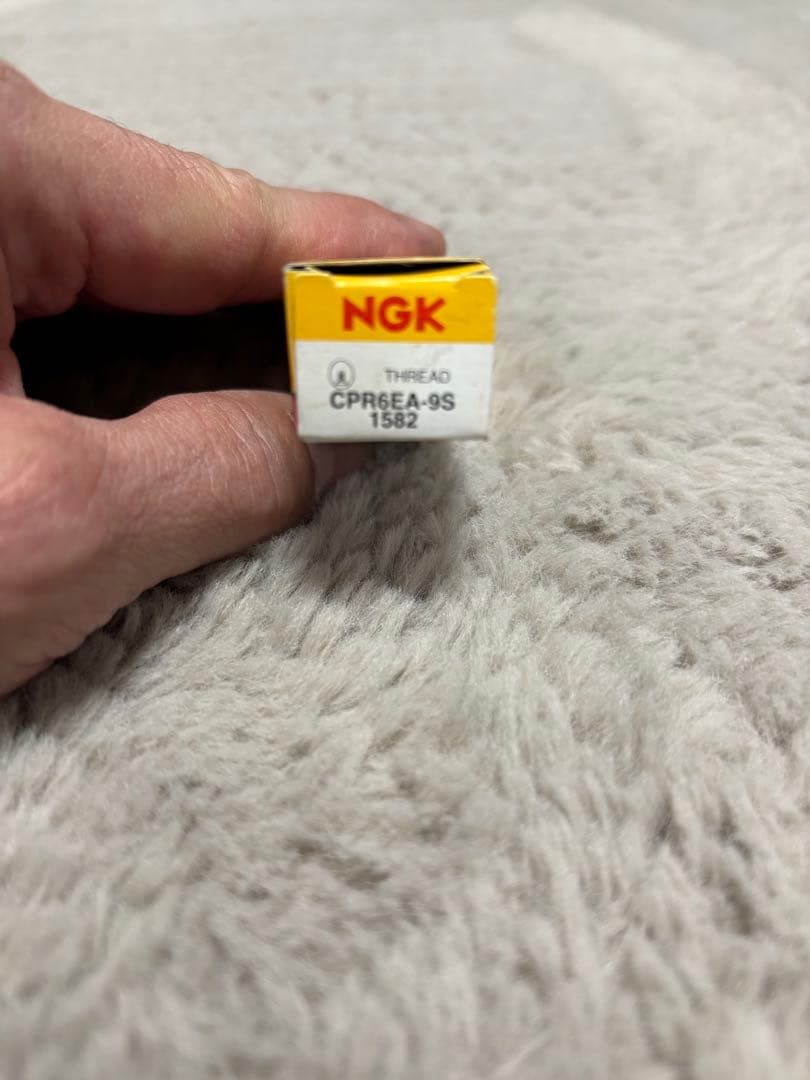 NGK
THREAD
CPR6EA-9S
1582